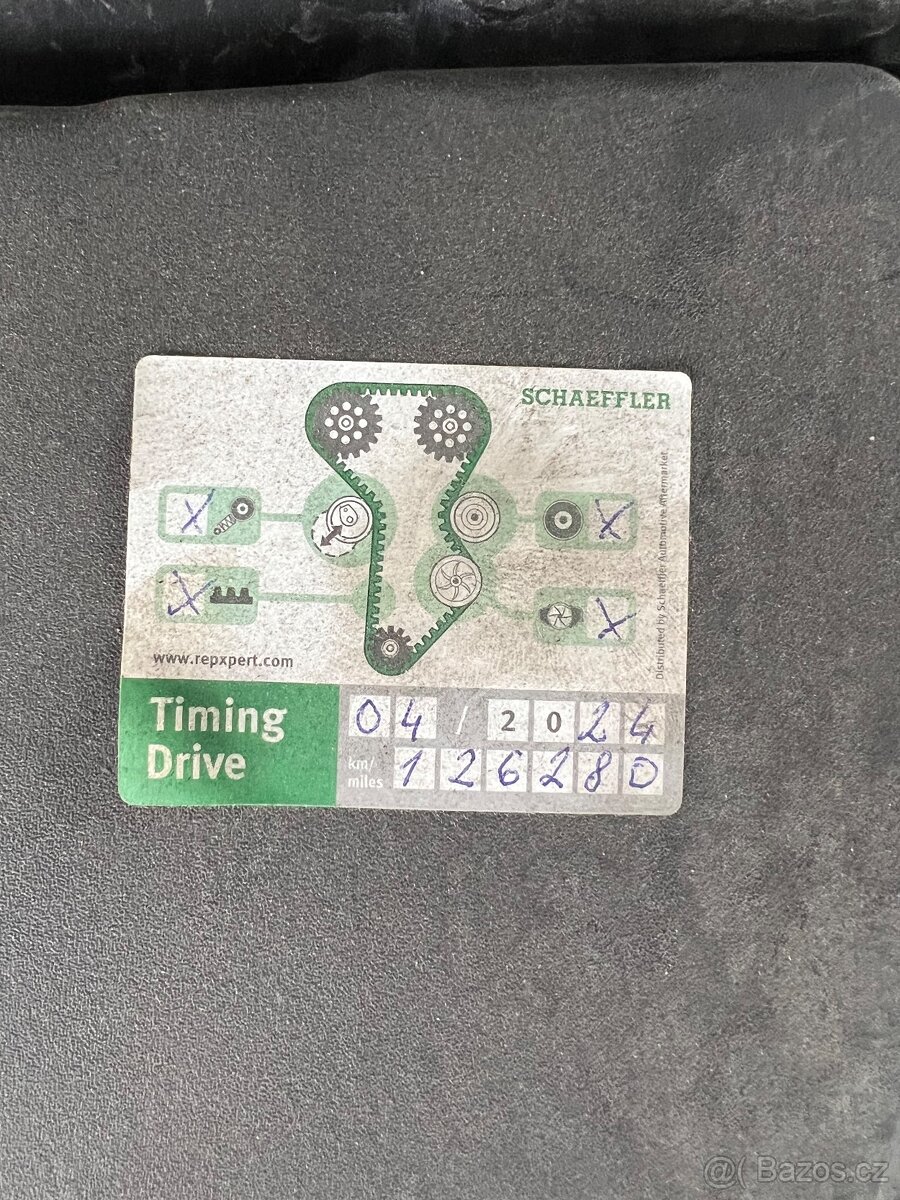 SCHAEFFLER
X
X
X
X
Distributed by Schaeffler Automotive Aftermarket
www.repxpert.com
Timing
Drive
04 / 2024
km/
miles
126280
@( Bazos.cz